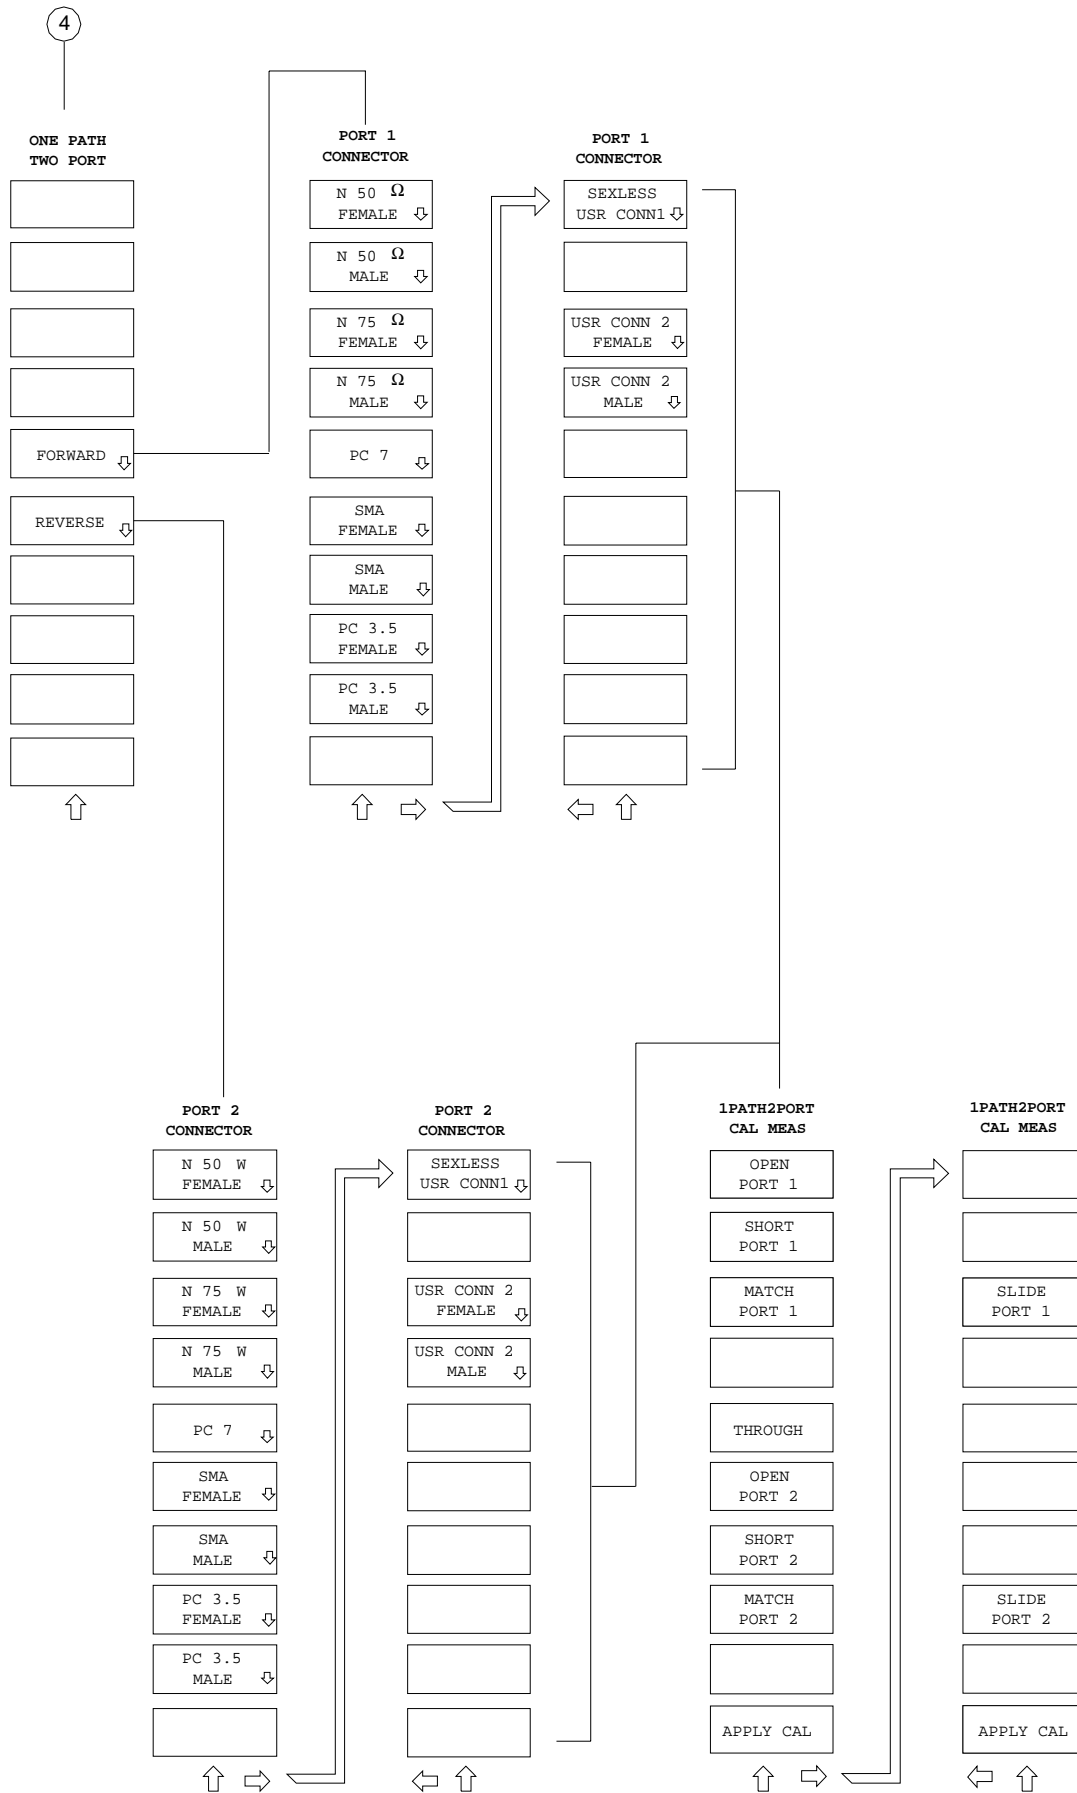 4
ONE PATH
TWO PORT
FORWARD
REVERSE
PORT 1
CONNECTOR
N 50 Ω
FEMALE
N 50 Ω
MALE
N 75 Ω
FEMALE
N 75 Ω
MALE
PC 7
SMA
FEMALE
SMA
MALE
PC 3.5
FEMALE
PC 3.5
MALE
PORT 1
CONNECTOR
SEXLESS
USR CONN1
USR CONN 2
FEMALE
USR CONN 2
MALE
PORT 2
CONNECTOR
N 50 W
FEMALE
N 50 W
MALE
N 75 W
FEMALE
N 75 W
MALE
PC 7
SMA
FEMALE
SMA
MALE
PC 3.5
FEMALE
PC 3.5
MALE
PORT 2
CONNECTOR
SEXLESS
USR CONN1
USR CONN 2
FEMALE
USR CONN 2
MALE
1PATH2PORT
CAL MEAS
OPEN
PORT 1
SHORT
PORT 1
MATCH
PORT 1
THROUGH
OPEN
PORT 2
SHORT
PORT 2
MATCH
PORT 2
APPLY CAL
1PATH2PORT
CAL MEAS
SLIDE
PORT 1
SLIDE
PORT 2
APPLY CAL